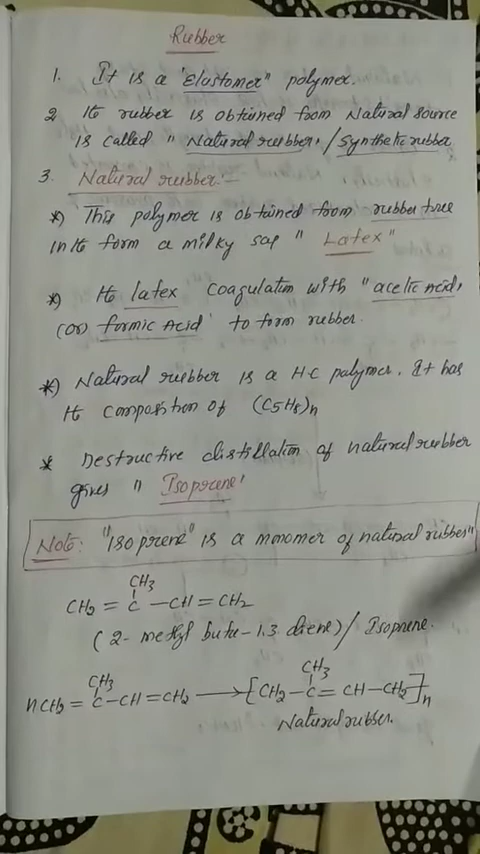 Rubber
1. It is a "Elastomer" polymer.
2 the rubber is obtained from Natural source
is called " Natural rubber / Synthetic rubber
3. Natural rubber:-
*) This polymer is obtained from rubber tree
in the form a milky sap " Latex"
*) the latex coagulation with "acetic acid,
(or) formic Acid' to form rubber.
*) Natural rubber is a H-C polymer. It has
the composition of (C5H8)n
* Destructive distillation of natural rubber
gives " Isoprene'
Note: "Iso prene" is a monomer of natural rubber"
CH3
CH2 = C - CH = CH2
( 2- methyl buta-1.3 diene) / Isoprene.
CH3 CH3
nCH2 = C - CH = CH2 → [CH2 - C = CH - CH2]n
Natural rubber.